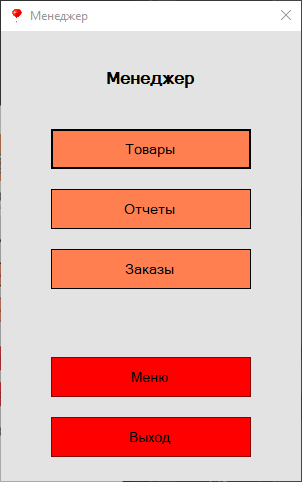 Менеджер
Менеджер
Товары
Отчеты
Заказы
Меню
Выход